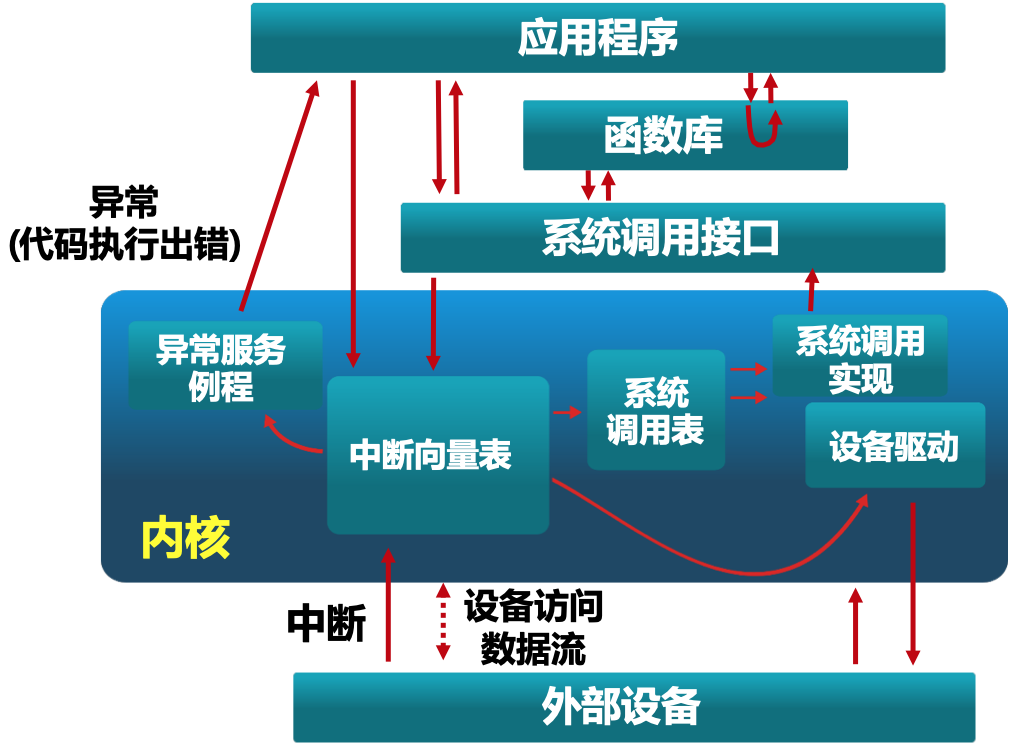 应用程序
函数库
异常
(代码执行出错)
系统调用接口
异常服务
例程
系统调用
实现
系统
调用表
中断向量表
设备驱动
内核
中断
设备访问
数据流
外部设备